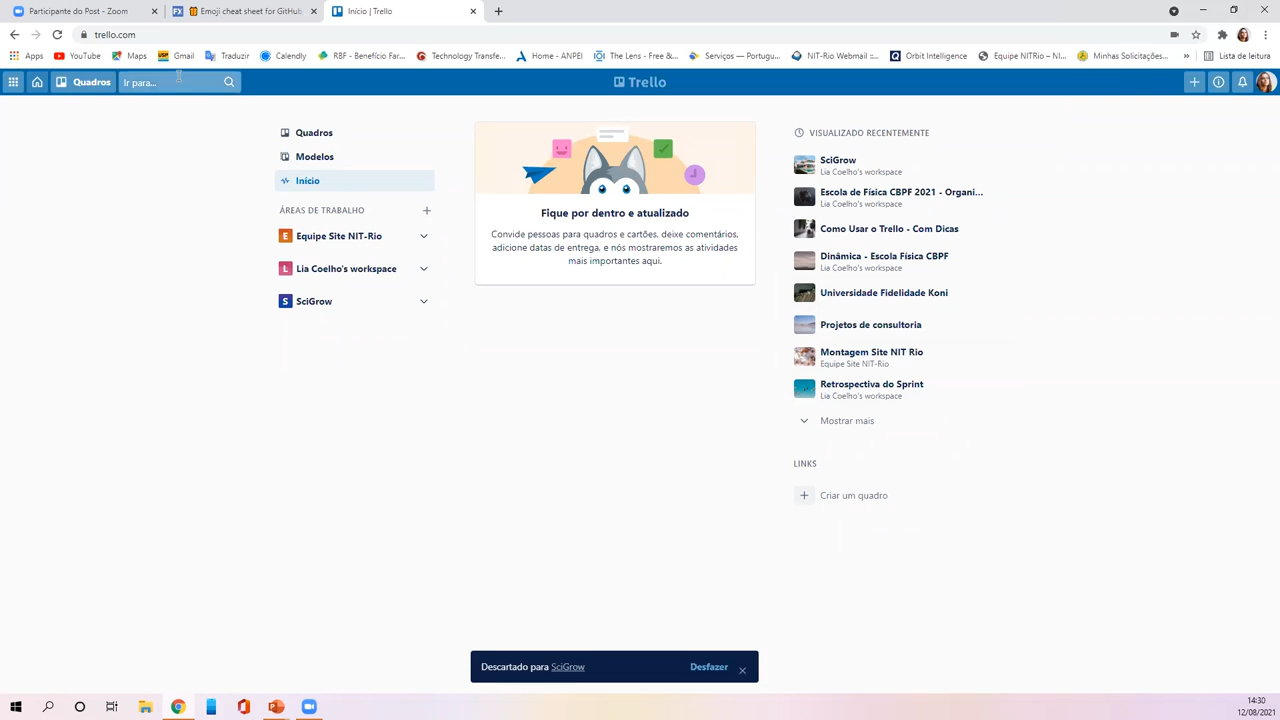 Participante do Post - Zoom
Emoji cheat sheet for GitHub,
Início | Trello
trello.com
Apps
YouTube
Maps
Gmail
Traduzir
Calendly
RBF - Benefício Far...
Technology Transfe...
Home - ANPEI
The Lens - Free &...
Serviços — Portugu...
NIT-Rio Webmail ::...
Orbit Intelligence
Equipe NITRio – NI...
Minhas Solicitações...
»
Lista de leitura
Quadros
Ir para...
Trello
Quadros
Modelos
Início
ÁREAS DE TRABALHO
E Equipe Site NIT-Rio
L Lia Coelho's workspace
S SciGrow
Fique por dentro e atualizado
Convide pessoas para quadros e cartões, deixe comentários,
adicione datas de entrega, e nós mostraremos as atividades
mais importantes aqui.
VISUALIZADO RECENTEMENTE
SciGrow
Lia Coelho's workspace
Escola de Física CBPF 2021 - Organi...
Lia Coelho's workspace
Como Usar o Trello - Com Dicas
Dinâmica - Escola Física CBPF
Lia Coelho's workspace
Universidade Fidelidade Koni
Projetos de consultoria
Montagem Site NIT Rio
Equipe Site NIT-Rio
Retrospectiva do Sprint
Lia Coelho's workspace
Mostrar mais
LINKS
Criar um quadro
Descartado para SciGrow
Desfazer
14:30
12/08/2021